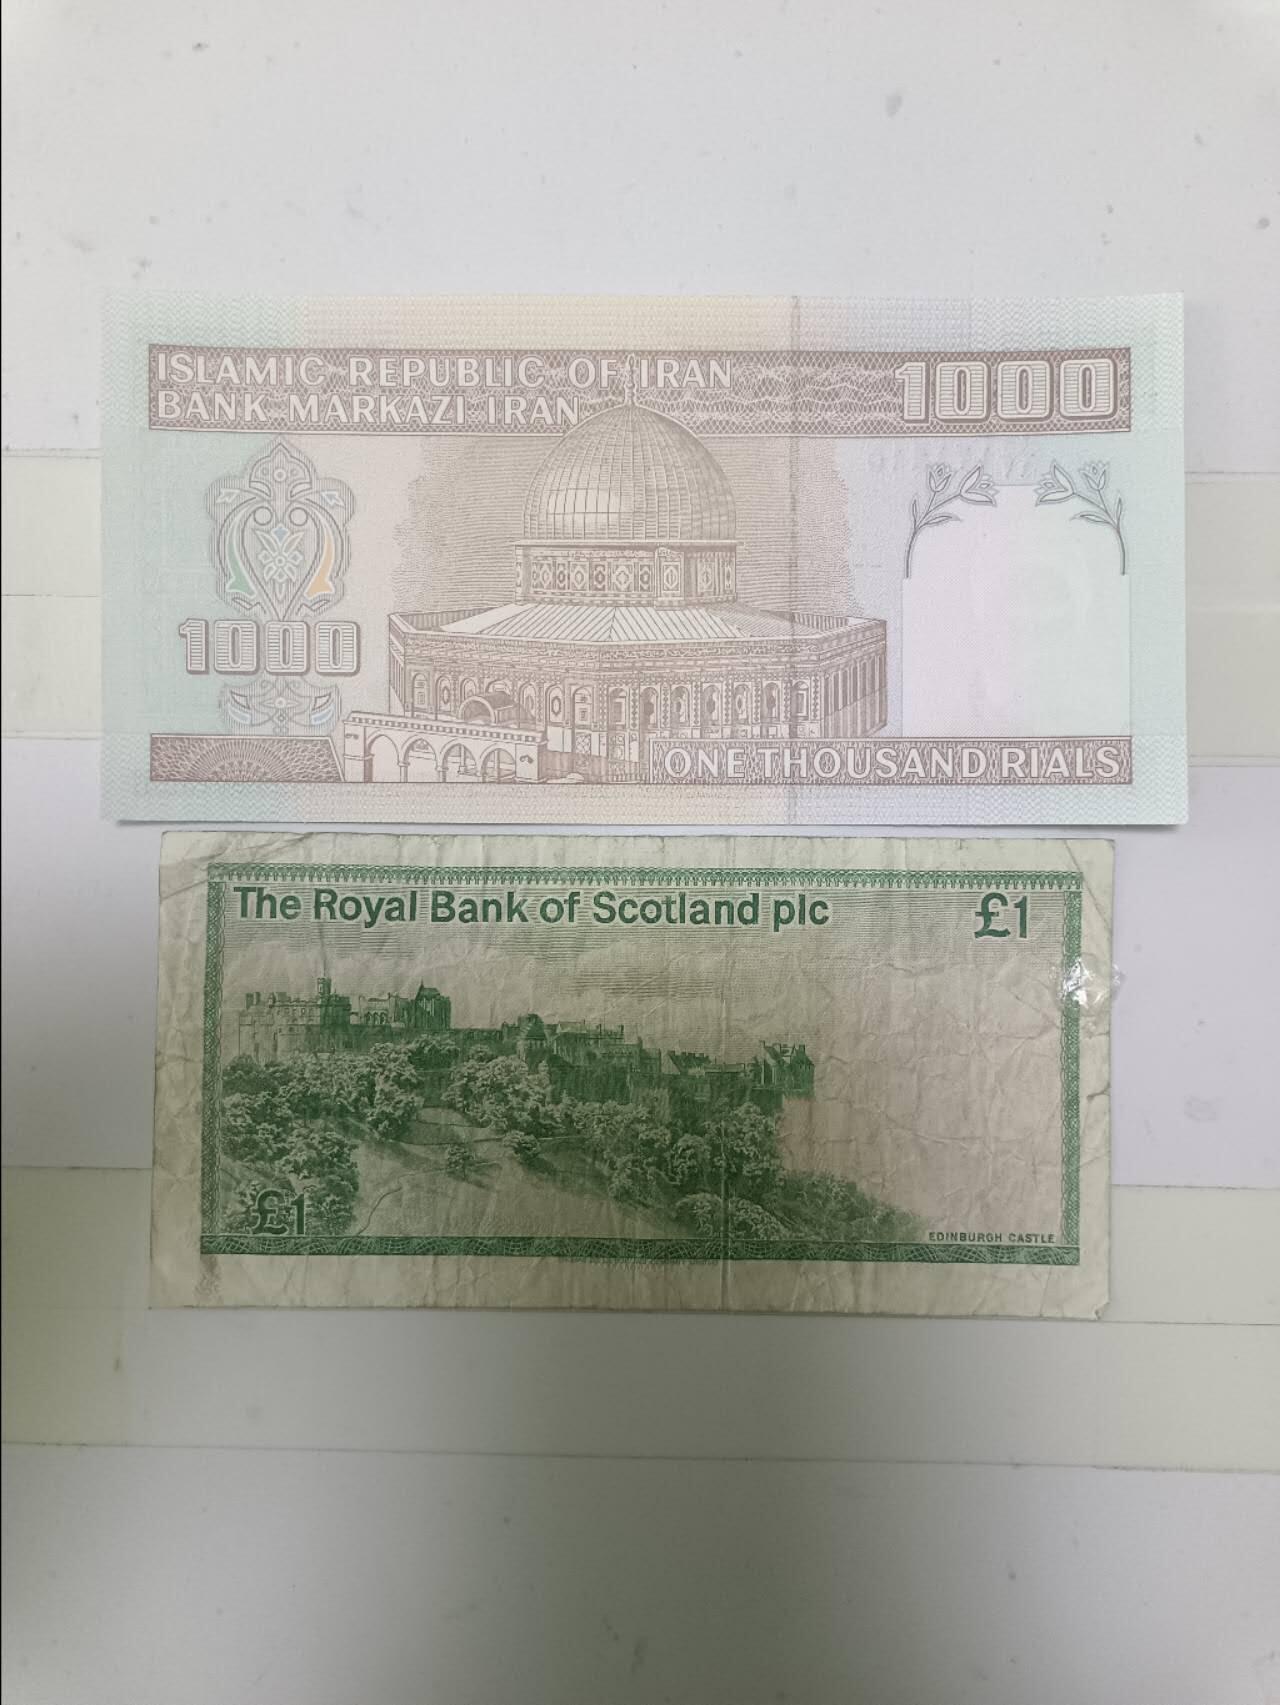 ISLAMIC REPUBLIC OF IRAN
1000
BANK MARKAZI IRAN
1000
ONE THOUSAND RIALS
The Royal Bank of Scotland plc
£1
£1
EDINBURGH CASTLE